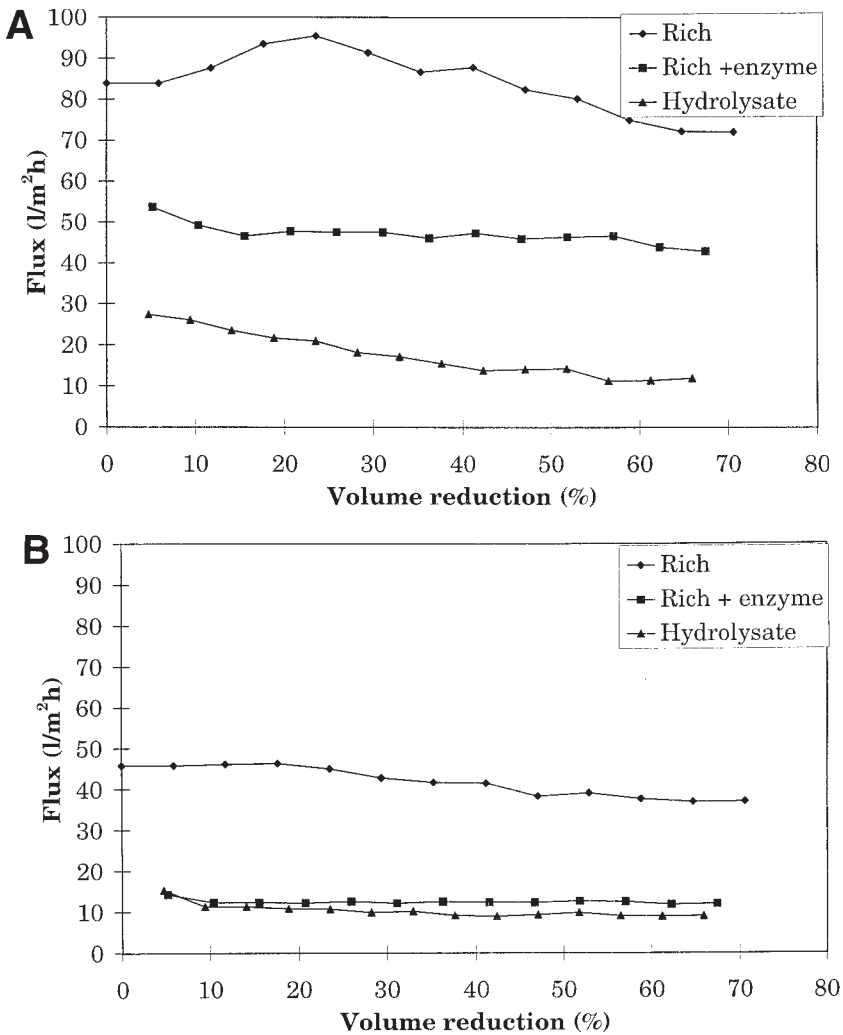 A
100
90
80
70
60
50
40
30
20
10
0
Flux (l/m²h)
Rich
Rich +enzyme
Hydrolysate
0 10 20 30 40 50 60 70 80
Volume reduction (%)
B
100
90
80
70
60
50
40
30
20
10
0
Flux (l/m²h)
Rich
Rich + enzyme
Hydrolysate
0 10 20 30 40 50 60 70 80
Volume reduction (%)